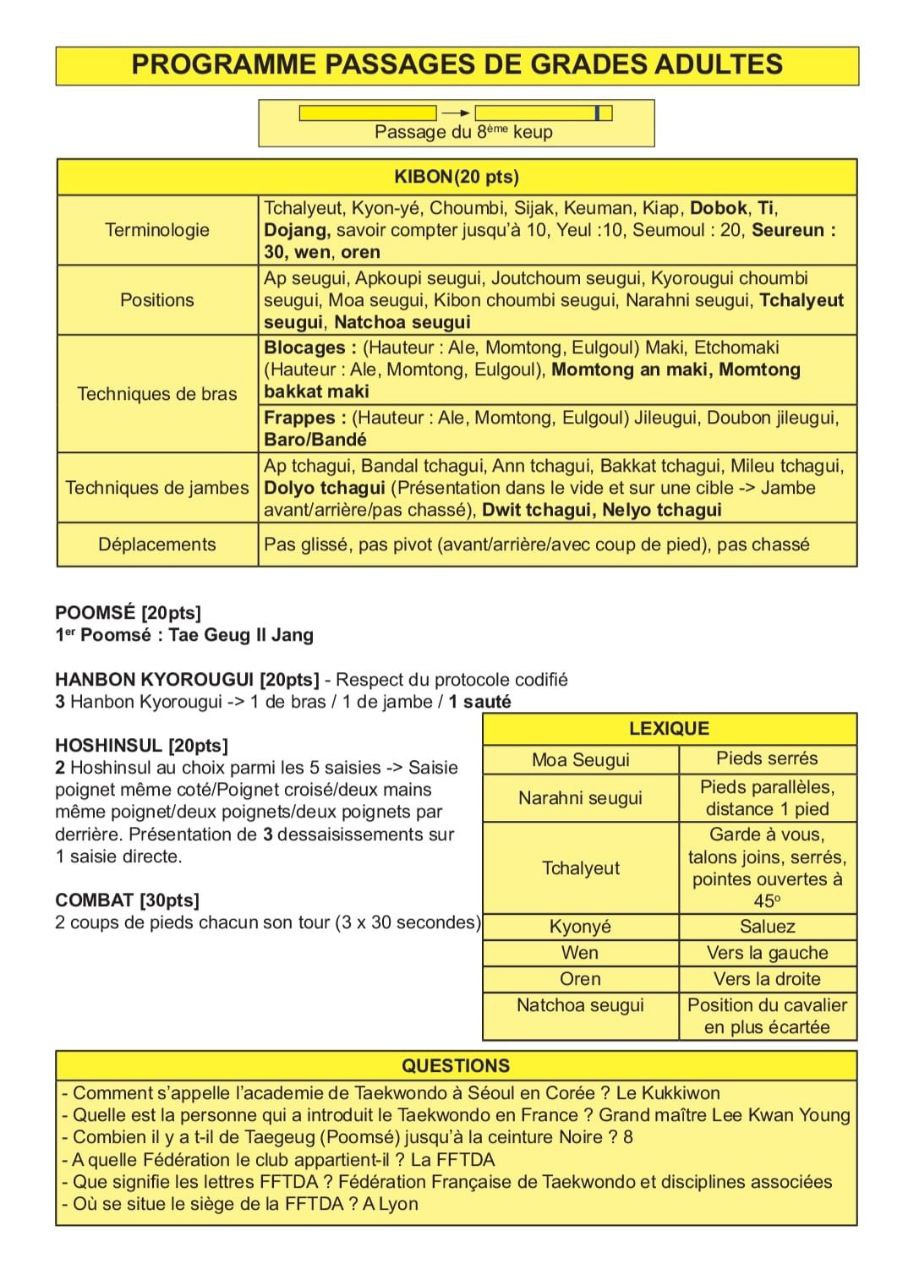 PROGRAMME PASSAGES DE GRADES ADULTES
Passage du 8ème keup
KIBON(20 pts)
Terminologie
Tchalyeut, Kyon-yé, Choumbi, Sijak, Keuman, Kiap, Dobok, Ti,
Dojang, savoir compter jusqu'à 10, Yeul :10, Seumoul : 20, Seureun :
30, wen, oren
Positions
Ap seugui, Apkoupi seugui, Joutchoum seugui, Kyorougui choumbi
seugui, Moa seugui, Kibon choumbi seugui, Narahni seugui, Tchalyeut
seugui, Natchoa seugui
Techniques de bras
Blocages : (Hauteur : Ale, Momtong, Eulgoul) Maki, Etchomaki
(Hauteur : Ale, Momtong, Eulgoul), Momtong an maki, Momtong
bakkat maki
Frappes : (Hauteur : Ale, Momtong, Eulgoul) Jileugui, Doubon jileugui,
Baro/Bandé
Techniques de jambes
Ap tchagui, Bandal tchagui, Ann tchagui, Bakkat tchagui, Mileu tchagui,
Dolyo tchagui (Présentation dans le vide et sur une cible -> Jambe
avant/arrière/pas chassé), Dwit tchagui, Nelyo tchagui
Déplacements
Pas glissé, pas pivot (avant/arrière/avec coup de pied), pas chassé
POOMSÉ [20pts]
1er Poomsé : Tae Geug Il Jang
HANBON KYOROUGUI [20pts] - Respect du protocole codifié
3 Hanbon Kyorougui -> 1 de bras / 1 de jambe / 1 sauté
HOSHINSUL [20pts]
2 Hoshinsul au choix parmi les 5 saisies -> Saisie
poignet même coté/Poignet croisé/deux mains
même poignet/deux poignets/deux poignets par
derrière. Présentation de 3 dessaisissements sur
1 saisie directe.
COMBAT [30pts]
2 coups de pieds chacun son tour (3 x 30 secondes)
LEXIQUE
Moa Seugui
Pieds serrés
Narahni seugui
Pieds parallèles,
distance 1 pied
Tchalyeut
Garde à vous,
talons joins, serrés,
pointes ouvertes à
45º
Kyonyé
Saluez
Wen
Vers la gauche
Oren
Vers la droite
Natchoa seugui
Position du cavalier
en plus écartée
QUESTIONS
- Comment s'appelle l'academie de Taekwondo à Séoul en Corée ? Le Kukkiwon
- Quelle est la personne qui a introduit le Taekwondo en France ? Grand maître Lee Kwan Young
- Combien il y a t-il de Taegeug (Poomsé) jusqu'à la ceinture Noire ? 8
- A quelle Fédération le club appartient-il ? La FFTDA
- Que signifie les lettres FFTDA ? Fédération Française de Taekwondo et disciplines associées
- Où se situe le siège de la FFTDA ? A Lyon